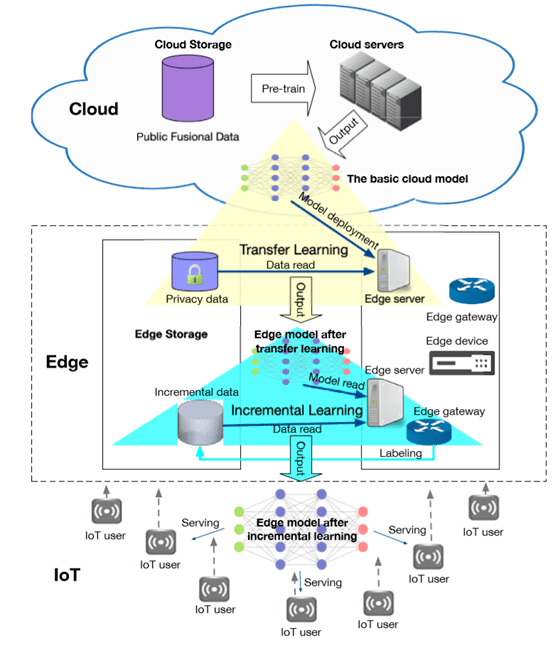 Cloud Storage
Cloud servers
Pre-train
Cloud
Output
Public Fusional Data
The basic cloud model
Model deployment
Transfer Learning
Data read
Privacy data
Edge server
Edge gateway
Output
Edge Storage
Edge model after
transfer learning
Edge device
Edge
Edge server
Model read
Incremental data
Incremental Learning
Edge gateway
Data read
Labeling
Output
Serving
Edge model after
incremental learning
Serving
IoT user
IoT user
IoT user
IoT user
IoT
Serving
IoT user
IoT user
IoT user